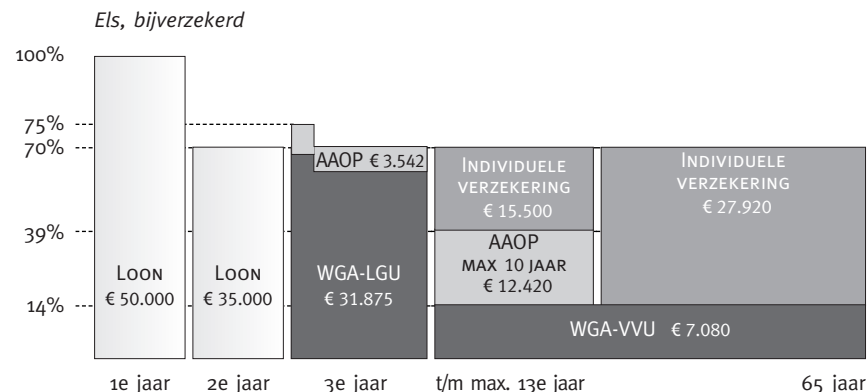 Els, bijverzekerd
100%
75%
70%
39%
14%
Loon
€ 50.000
Loon
€ 35.000
AAOP € 3.542
WGA-LGU
€ 31.875
Individuele
verzekering
€ 15.500
AAOP
max 10 jaar
€ 12.420
Individuele
verzekering
€ 27.920
WGA-VVU € 7.080
1e jaar
2e jaar
3e jaar
t/m max. 13e jaar
65 jaar